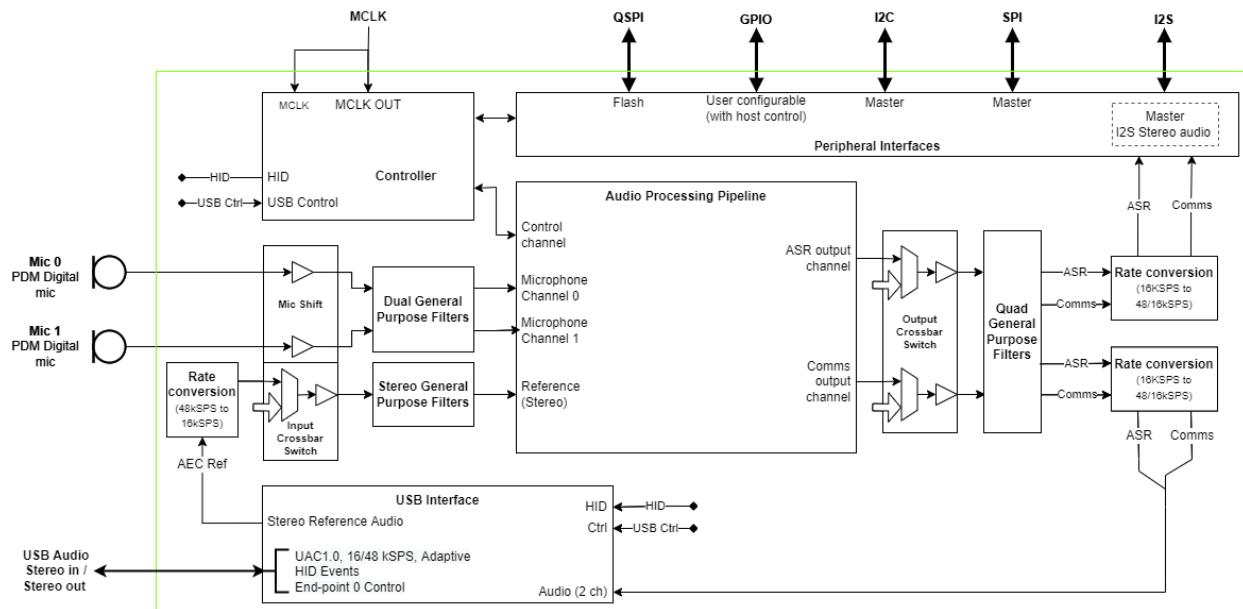 MCLK
QSPI
GPIO
I2C
SPI
I2S
MCLK
MCLK OUT
HID
HID
Controller
USB Ctrl
USB Control
Flash
User configurable
(with host control)
Master
Master
Master
I2S Stereo audio
Peripheral Interfaces
Audio Processing Pipeline
Control
channel
Microphone
Channel 0
Microphone
Channel 1
Reference
(Stereo)
ASR output
channel
Comms
output
channel
Mic 0
PDM Digital
mic
Mic 1
PDM Digital
mic
Mic Shift
Dual General
Purpose Filters
Rate
conversion
(48kSPS to
16kSPS)
Input
Crossbar
Switch
Stereo General
Purpose Filters
AEC Ref
Output
Crossbar
Switch
Quad
General
Purpose
Filters
ASR
Comms
ASR
Comms
ASR
Comms
Rate conversion
(16KSPS to
48/16kSPS)
Rate conversion
(16KSPS to
48/16kSPS)
ASR
Comms
USB Interface
Stereo Reference Audio
HID
HID
Ctrl
USB Ctrl
UAC1.0, 16/48 kSPS, Adaptive
HID Events
End-point 0 Control
Audio (2 ch)
USB Audio
Stereo in /
Stereo out